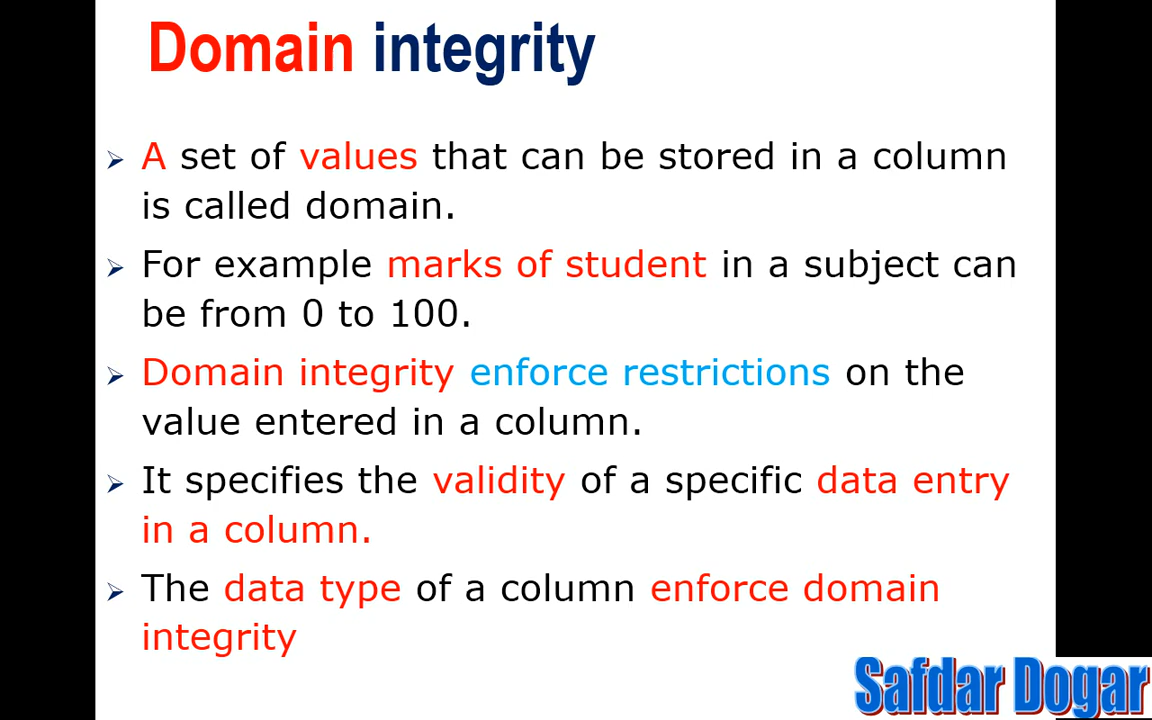 Domain integrity
A set of values that can be stored in a column
is called domain.
For example marks of student in a subject can
be from 0 to 100.
Domain integrity enforce restrictions on the
value entered in a column.
It specifies the validity of a specific data entry
in a column.
The data type of a column enforce domain
integrity
Safdar Dogar